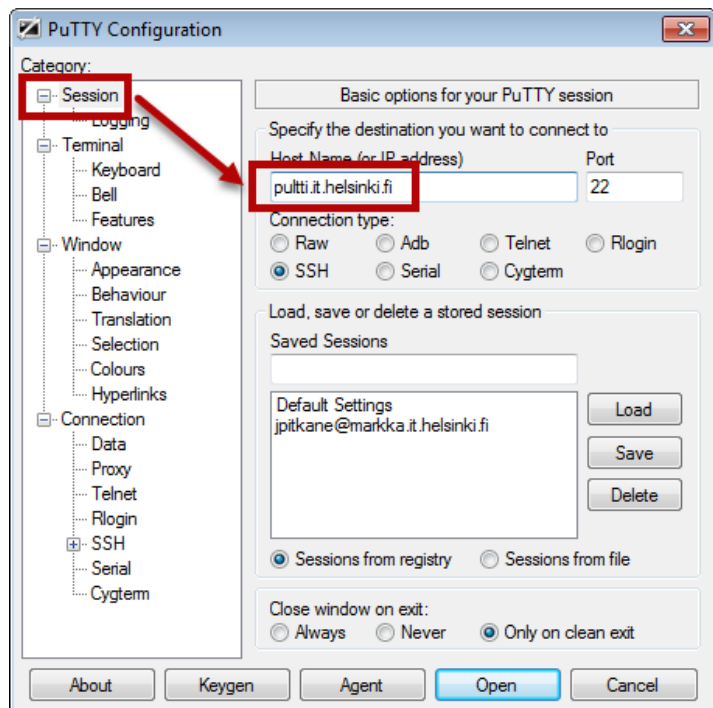 PuTTY Configuration
Category:
Session
Logging
Terminal
Keyboard
Bell
Features
Window
Appearance
Behaviour
Translation
Selection
Colours
Hyperlinks
Connection
Data
Proxy
Telnet
Rlogin
SSH
Serial
Cygterm
Basic options for your PuTTY session
Specify the destination you want to connect to
Host Name (or IP address) Port
pultti.it.helsinki.fi 22
Connection type:
Raw Adb Telnet Rlogin
SSH Serial Cygterm
Load, save or delete a stored session
Saved Sessions
Default Settings
jpitkane@markka.it.helsinki.fi
Load
Save
Delete
Sessions from registry Sessions from file
Close window on exit:
Always Never Only on clean exit
About Keygen Agent Open Cancel